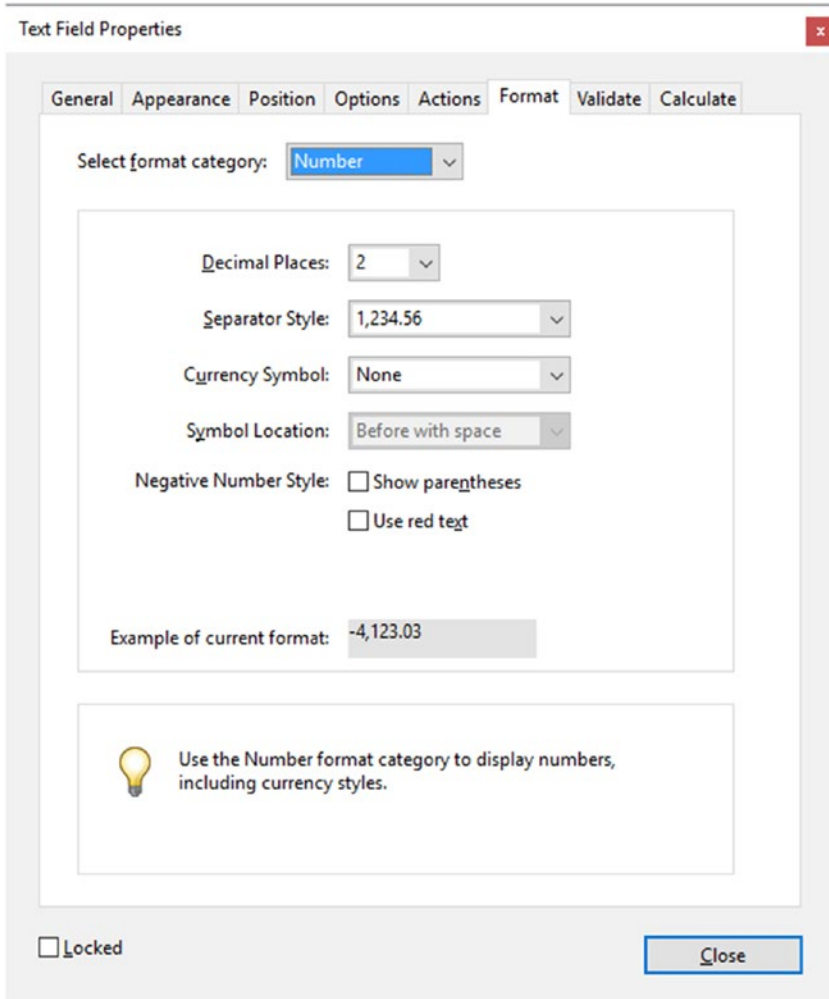 Text Field Properties
x
General Appearance Position Options Actions Format Validate Calculate
Select format category: Number
Decimal Places: 2
Separator Style: 1,234.56
Currency Symbol: None
Symbol Location: Before with space
Negative Number Style: Show parentheses
Use red text
Example of current format: -4,123.03
Use the Number format category to display numbers,
including currency styles.
Locked
Close